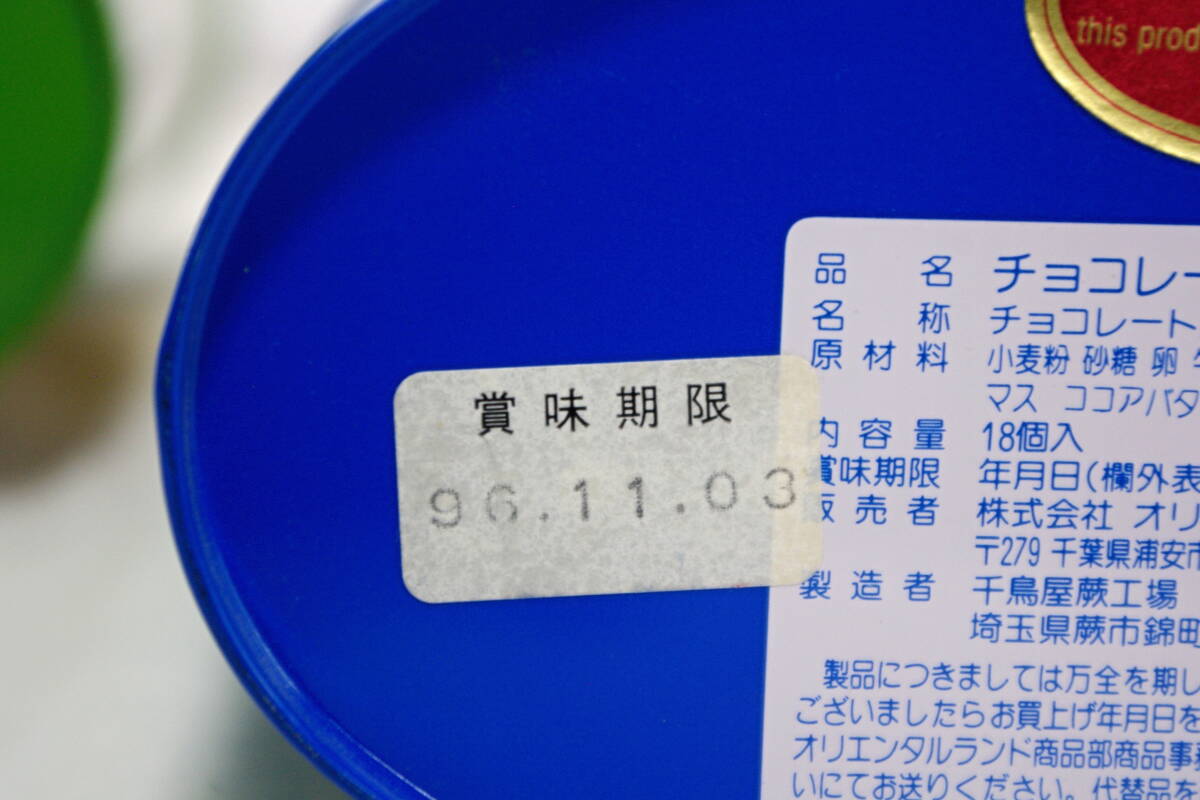 this prod
賞味期限
96.11.03
品名 チョコレー
名称 チョコレート
原材料 小麦粉 砂糖 卵
マス ココアバタ
内容量 18個入
賞味期限 年月日(欄外表
販売者 株式会社 オリ
〒279 千葉県浦安市
製造者 千鳥屋蕨工場
埼玉県蕨市錦町
製品につきましては万全を期し
ございましたらお買上げ年月日を
オリエンタルランド商品部商品事務
いにてお送りください。代替品を